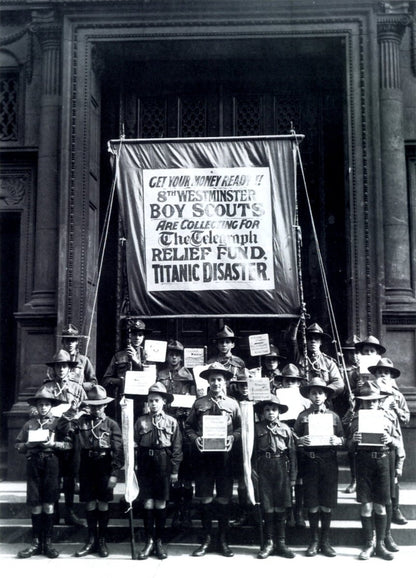 GET YOUR MONEY READY!!
8TH WESTMINSTER
BOY SCOUTS.
ARE COLLECTING FOR
The Telegraph
RELIEF FUND.
TITANIC DISASTER.